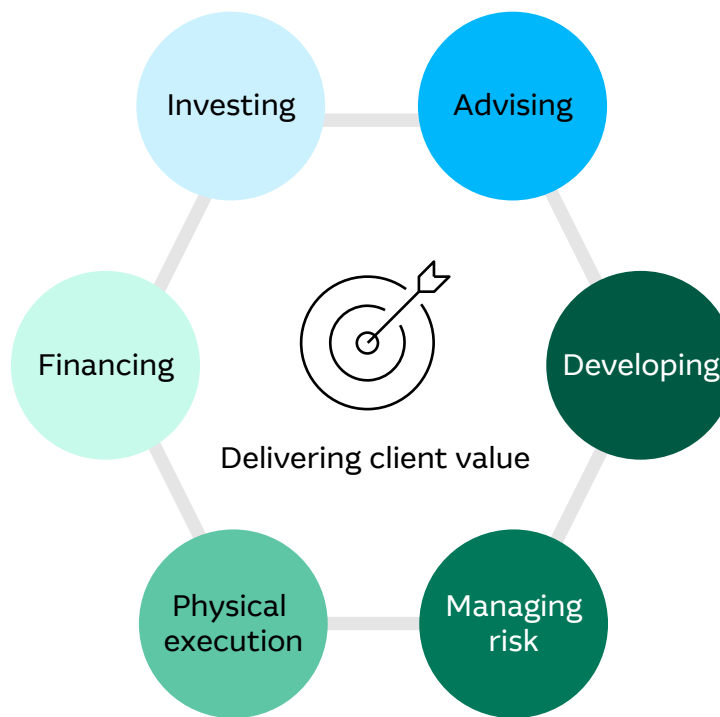 Investing
Advising
Financing
Developing
Delivering client value
Physical
execution
Managing
risk